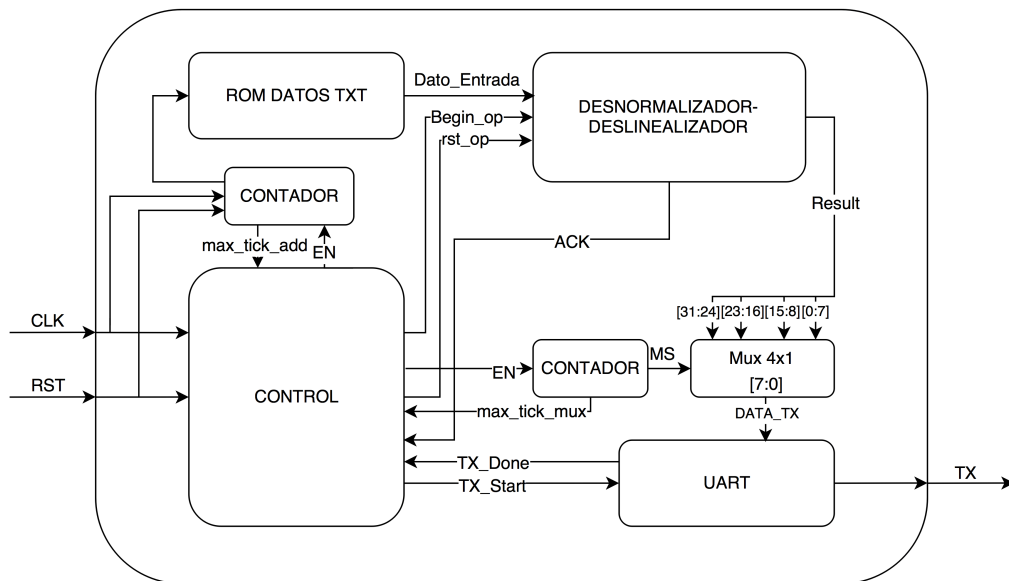 ROM DATOS TXT
Dato_Entrada
Begin_op
rst_op
DESNORMALIZADOR-
DESLINEALIZADOR
CONTADOR
max_tick_add
EN
Result
ACK
CLK
RST
CONTROL
[31:24][23:16][15:8][0:7]
EN
CONTADOR
MS
Mux 4x1
[7:0]
max_tick_mux
DATA_TX
TX_Done
TX_Start
UART
TX